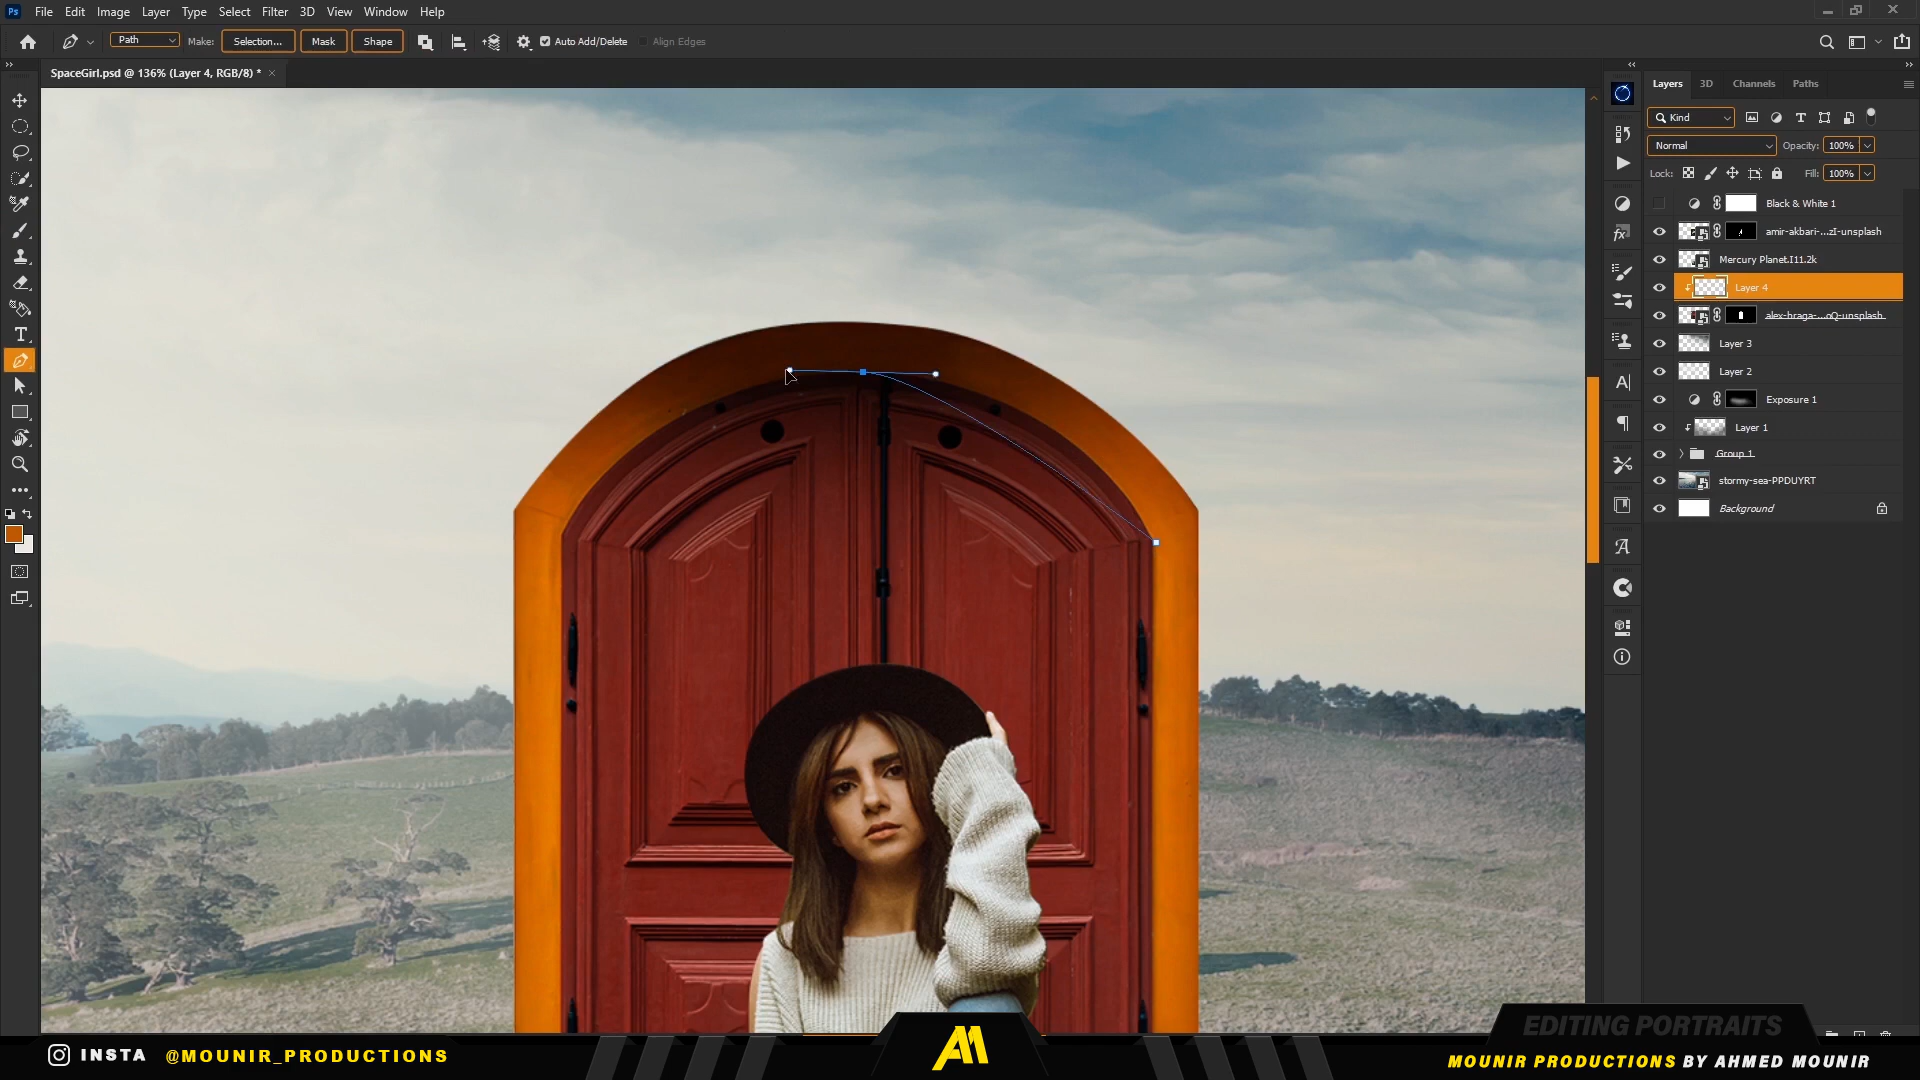 Ps File Edit Image Layer Type Select Filter 3D View Window Help
Path Make: Selection... Mask Shape Auto Add/Delete Align Edges
SpaceGirl.psd @ 136% (Layer 4, RGB/8) * ×
Layers 3D Channels Paths
Kind
Normal Opacity: 100%
Lock: Fill: 100%
Black & White 1
amir-akbari-...zI-unsplash
Mercury Planet.I11.2k
Layer 4
alex-braga-...oQ-unsplash
Layer 3
Layer 2
Exposure 1
Layer 1
Group 1
stormy-sea-PPDUYRT
Background
EDITING PORTRAITS
INSTA @MOUNIR_PRODUCTIONS
AM
MOUNIR PRODUCTIONS BY AHMED MOUNIR